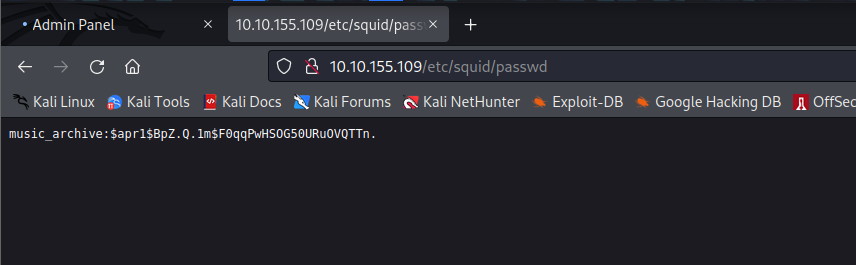 Admin Panel
10.10.155.109/etc/squid/pass
10.10.155.109/etc/squid/passwd
Kali Linux Kali Tools Kali Docs Kali Forums Kali NetHunter Exploit-DB Google Hacking DB OffSec
music_archive:$apr1$BpZ.Q.1m$F0qqPwHSOG50URuOVQTTn.